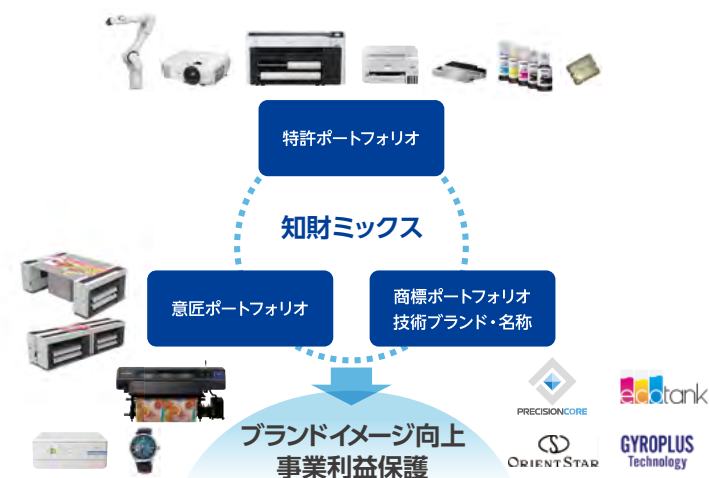 特許ポートフォリオ
知財ミックス
意匠ポートフォリオ
商標ポートフォリオ
技術ブランド・名称
PRECISIONCORE
ecotank
ORIENT STAR
GYROPLUS
Technology
ブランドイメージ向上
事業利益保護